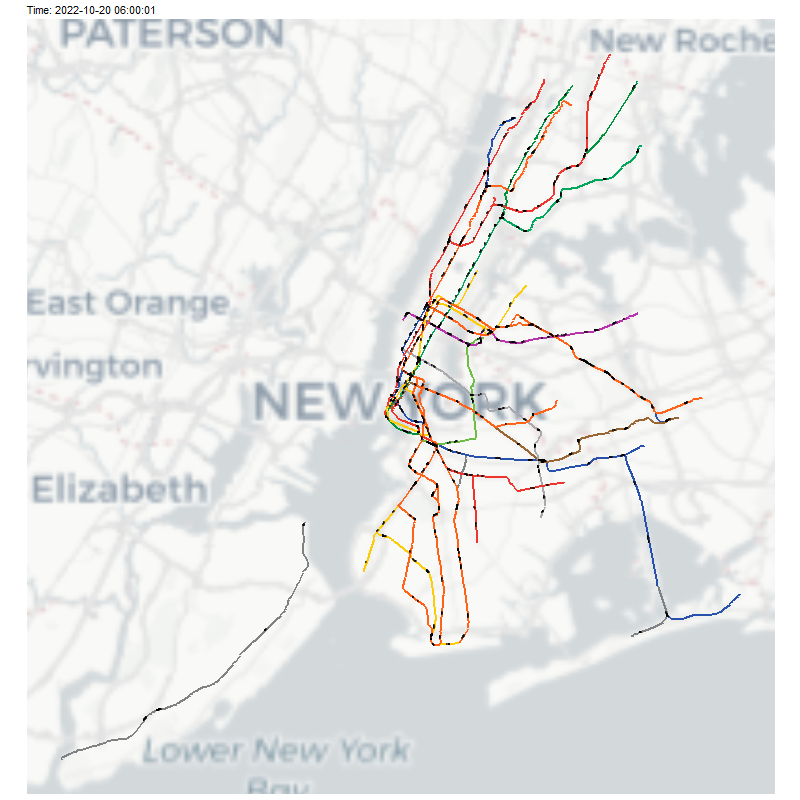 Time: 2022-10-20 06:00:01
PATERSON
New Roche
East Orange
rvington
NEW YORK
Elizabeth
Lower New York
Bay